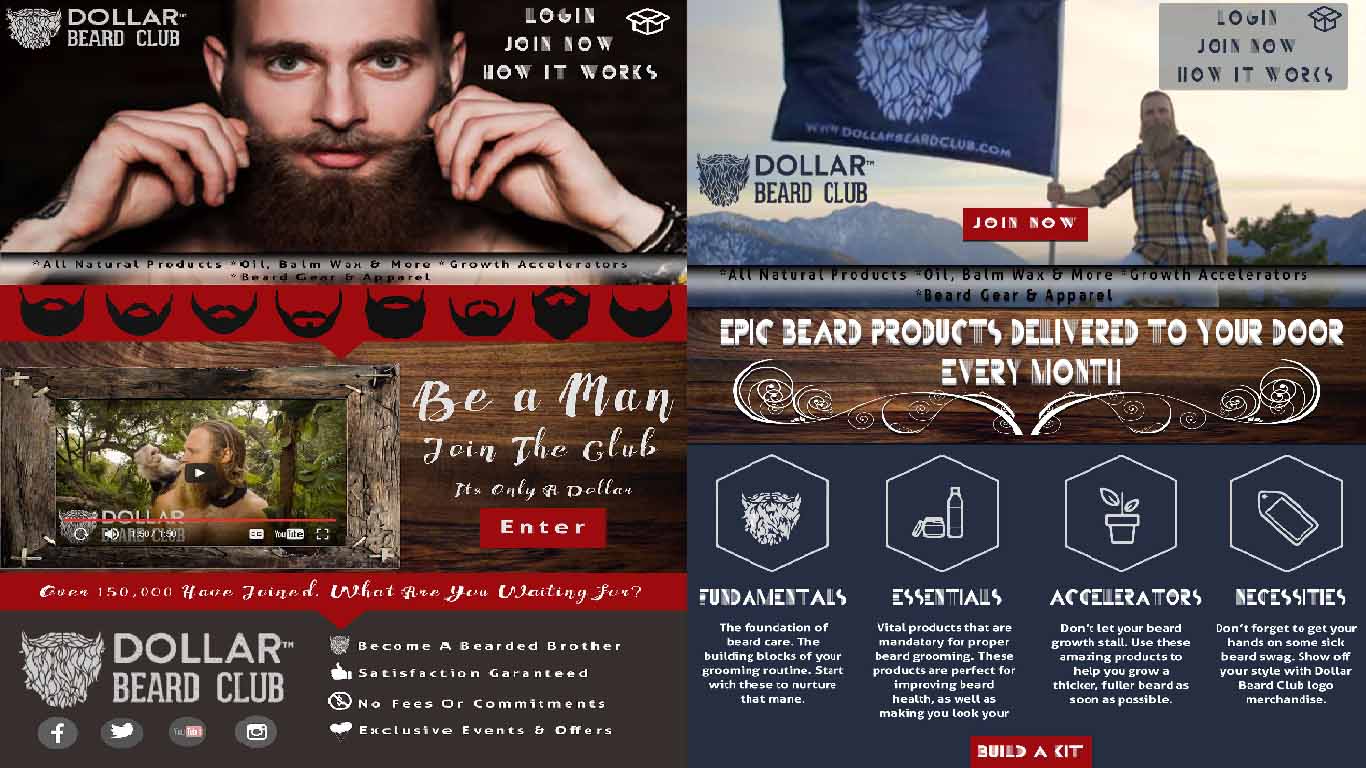 DOLLAR™
BEARD CLUB
LOGIN
JOIN NOW
HOW IT WORKS
*All Natural Products *Oil, Balm Wax & More *Growth Accelerators
*Beard Gear & Apparel
Be a Man
Join The Club
Its Only A Dollar
Enter
DOLLAR
BEARD CLUB
1:50 / 1:50
CC
YouTube
Over 150,000 Have Joined. What Are You Waiting For?
DOLLAR™
BEARD CLUB
Become A Bearded Brother
Satisfaction Garanteed
No Fees Or Commitments
Exclusive Events & Offers
YouTube
LOGIN
JOIN NOW
HOW IT WORKS
WWW.DOLLARBEARDCLUB.COM
DOLLAR™
BEARD CLUB
JOIN NOW
*All Natural Products *Oil, Balm Wax & More *Growth Accelerators
*Beard Gear & Apparel
EPIC BEARD PRODUCTS DELIVERED TO YOUR DOOR
EVERY MONTH
FUNDAMENTALS
The foundation of
beard care. The
building blocks of your
grooming routine. Start
with these to nurture
that mane.
ESSENTIALS
Vital products that are
mandatory for proper
beard grooming. These
products are perfect for
improving beard
health, as well as
making you look your
ACCELERATORS
Don't let your beard
growth stall. Use these
amazing products to
help you grow a
thicker, fuller beard as
soon as possible.
NECESSITIES
Don't forget to get your
hands on some sick
beard swag. Show off
your style with Dollar
Beard Club logo
merchandise.
BUILD A KIT